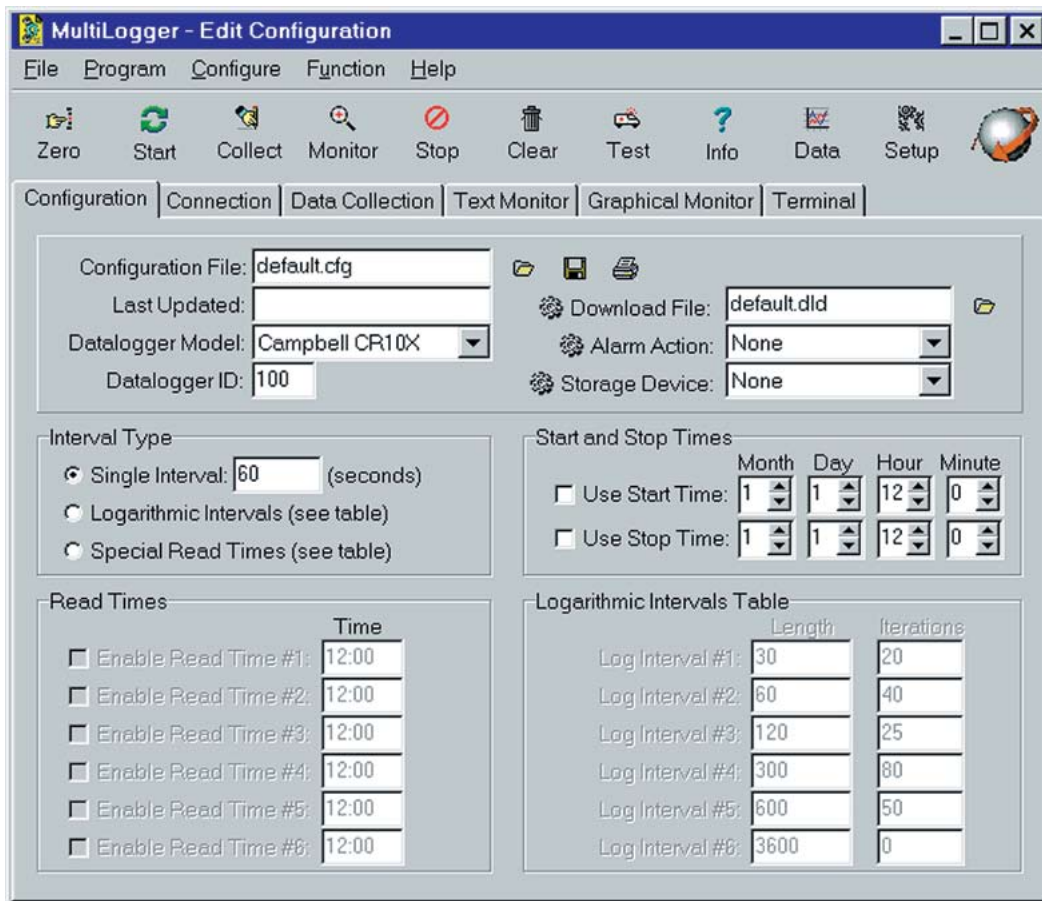 MultiLogger - Edit Configuration
File Program Configure Function Help
Zero Start Collect Monitor Stop Clear Test Info Data Setup
Configuration Connection Data Collection Text Monitor Graphical Monitor Terminal
Configuration File: default.cfg
Last Updated:
Datalogger Model: Campbell CR10X
Datalogger ID: 100
Download File: default.dld
Alarm Action: None
Storage Device: None
Interval Type
Single Interval: 60 (seconds)
Logarithmic Intervals (see table)
Special Read Times (see table)
Start and Stop Times
Month Day Hour Minute
Use Start Time: 1 1 12 0
Use Stop Time: 1 1 12 0
Read Times
Time
Enable Read Time #1: 12:00
Enable Read Time #2: 12:00
Enable Read Time #3: 12:00
Enable Read Time #4: 12:00
Enable Read Time #5: 12:00
Enable Read Time #6: 12:00
Logarithmic Intervals Table
Length Iterations
Log Interval #1: 30 20
Log Interval #2: 60 40
Log Interval #3: 120 25
Log Interval #4: 300 80
Log Interval #5: 600 50
Log Interval #6: 3600 0